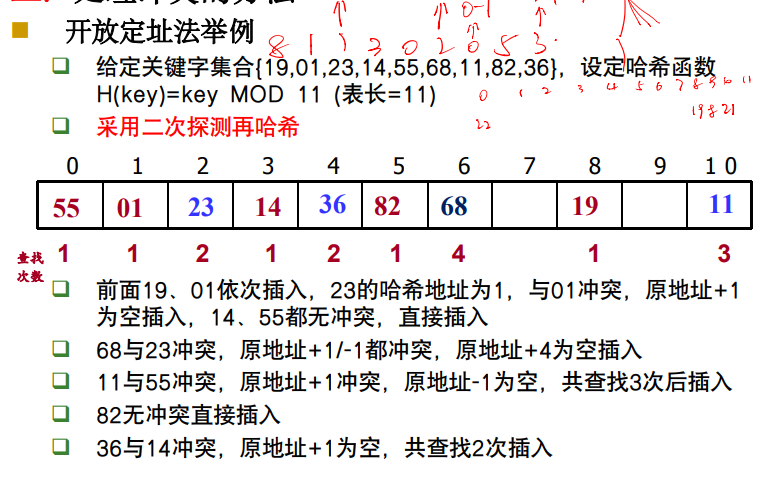 开放定址法举例
8 1 1 3 0 2 0 5 3
0-1
给定关键字集合{19,01,23,14,55,68,11,82,36}，设定哈希函数
H(key)=key MOD 11 (表长=11)
0 1 2 3 4 5 6 7 8 9 10 11
采用二次探测再哈希
22
0 1 2 3 4 5 6 7 8 9 10
55 01 23 14 36 82 68 19 11
查找次数 1 1 2 1 2 1 4 1 3
前面19、01依次插入，23的哈希地址为1，与01冲突，原地址+1
为空插入，14、55都无冲突，直接插入
68与23冲突，原地址+1/-1都冲突，原地址+4为空插入
11与55冲突，原地址+1冲突，原地址-1为空，共查找3次后插入
82无冲突直接插入
36与14冲突，原地址+1为空，共查找2次插入